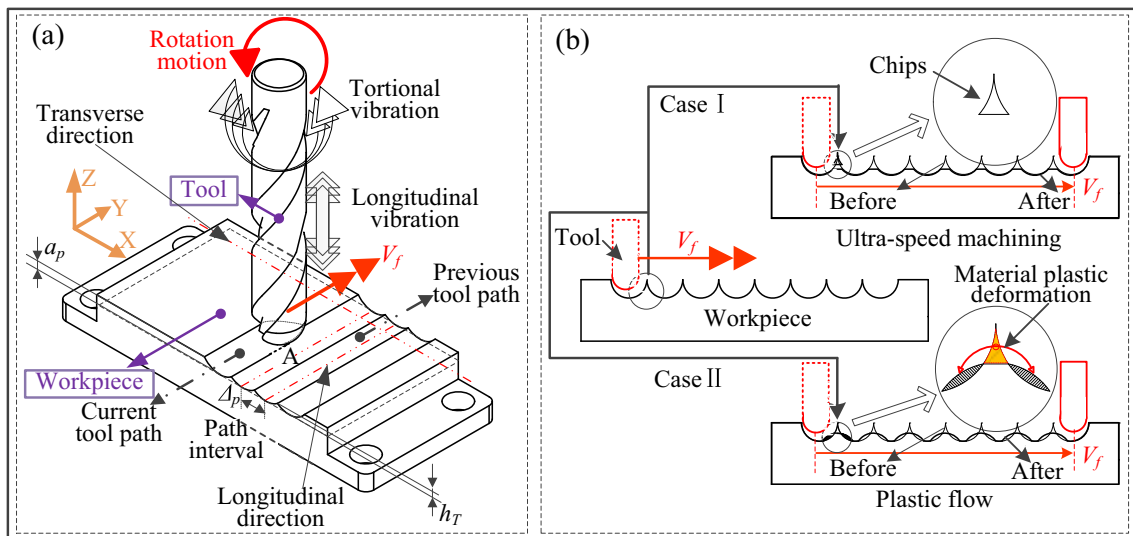 (a)
Rotation
motion
Tortional
vibration
Transverse
direction
Z
Y
X
Tool
Longitudinal
vibration
a_p
V_f
Previous
tool path
A
Workpiece
Current
tool path
Δ_p
Path
interval
Longitudinal
direction
h_T
(b)
Chips
Case Ⅰ
Before
After
V_f
Ultra-speed machining
Tool
V_f
Workpiece
Material plastic
deformation
Case Ⅱ
Before
After
V_f
Plastic flow